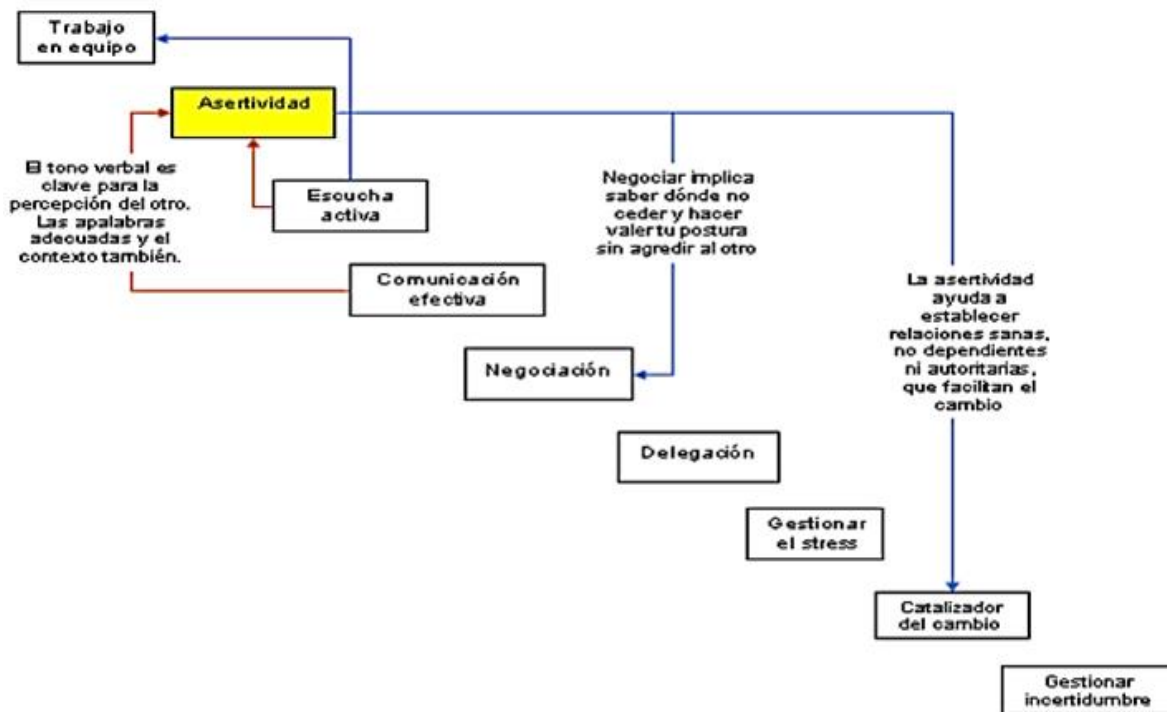 Trabajo
en equipo
Asertividad
El tono verbal es
clave para la
percepción del otro.
Las apalabras
adecuadas y el
contexto también.
Escucha
activa
Negociar implica
saber dónde no
ceder y hacer
valer tu postura
sin agredir al otro
Comunicación
efectiva
La asertividad
ayuda a
establecer
relaciones sanas,
no dependientes
ni autoritarias,
que facilitan el
cambio
Negociación
Delegación
Gestionar
el stress
Catalizador
del cambio
Gestionar
incertidumbre